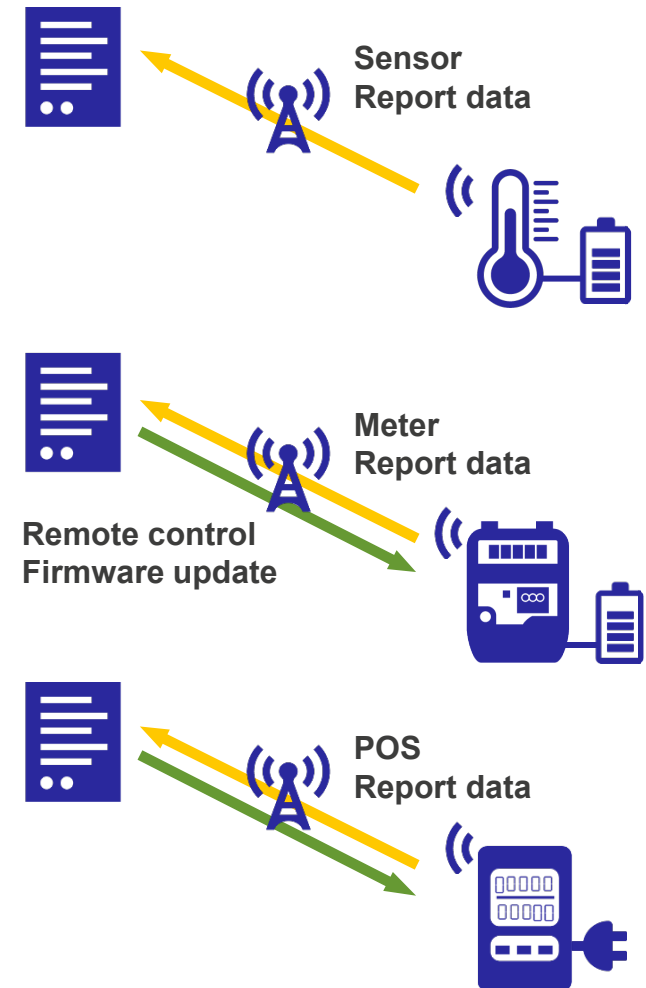 Sensor
Report data
Meter
Report data
Remote control
Firmware update
POS
Report data